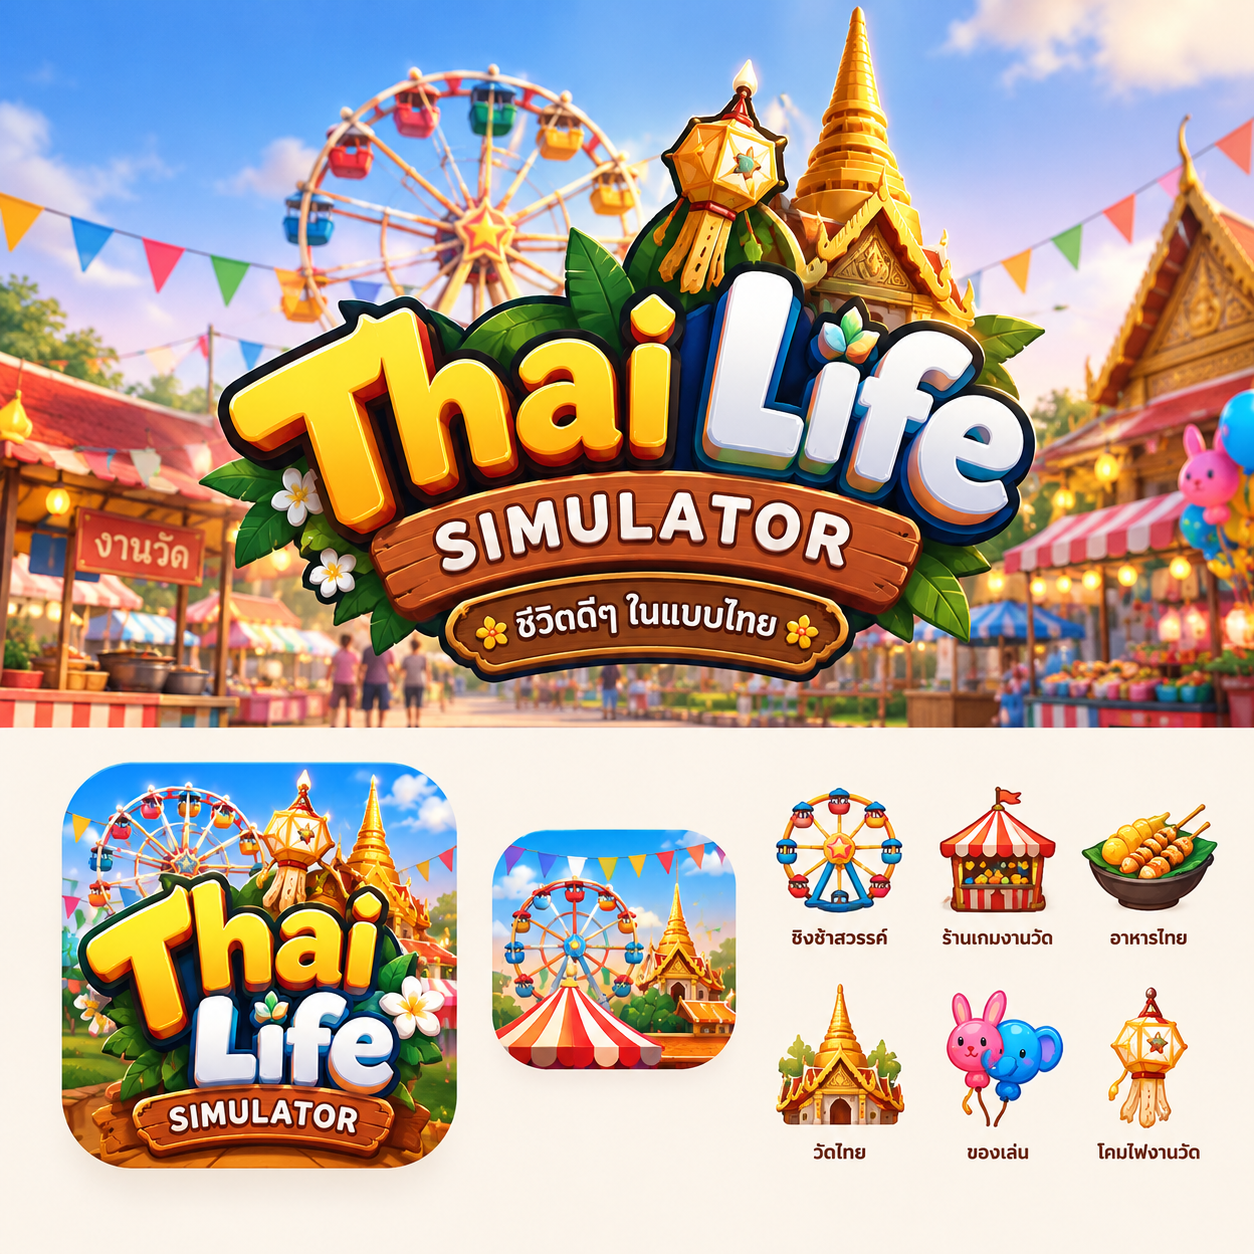 Thai Life
SIMULATOR
ชีวิตดีๆ ในแบบไทย
งานวัด
Thai
Life
SIMULATOR
ชิงช้าสวรรค์
ร้านเกมงานวัด
อาหารไทย
วัดไทย
ของเล่น
โคมไฟงานวัด